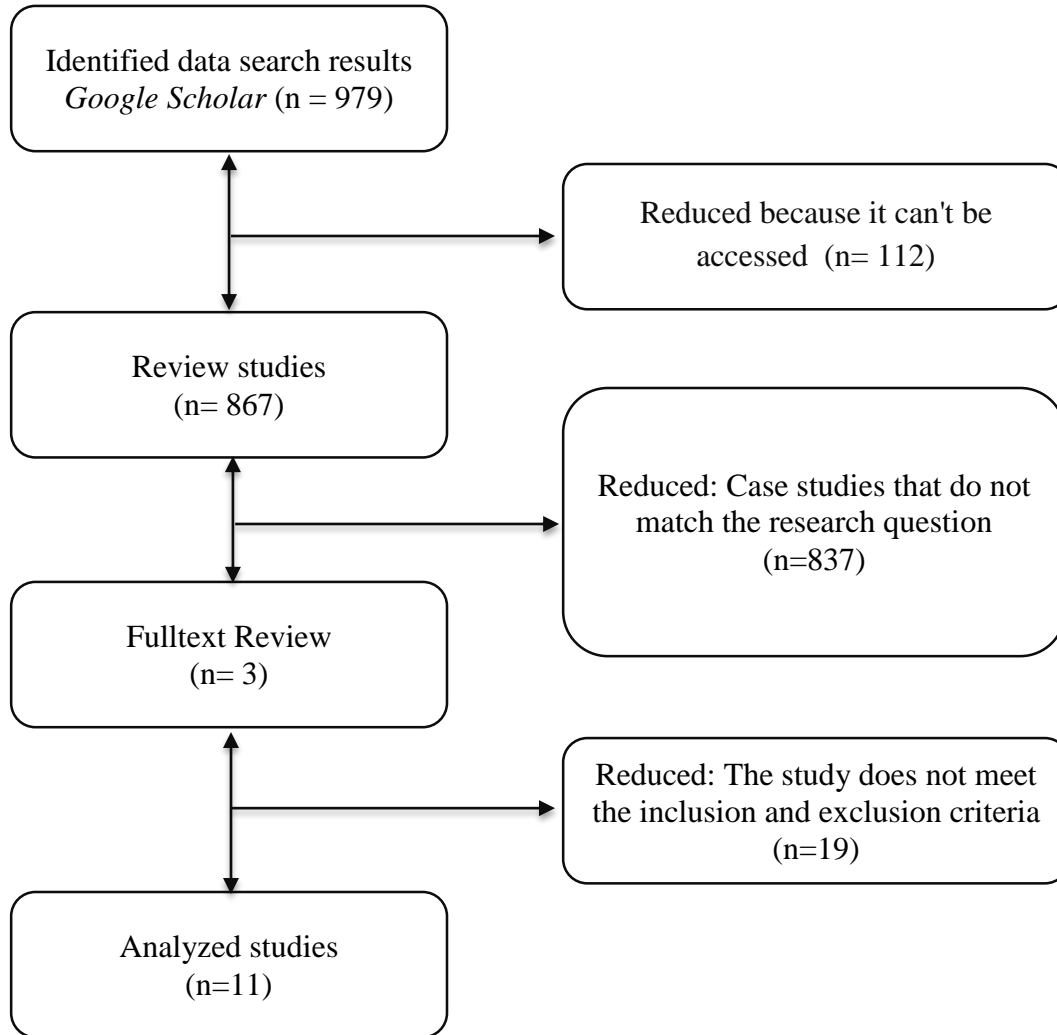 Identified data search results
Google Scholar (n = 979)
Reduced because it can't be
accessed (n= 112)
Review studies
(n= 867)
Reduced: Case studies that do not
match the research question
(n=837)
Fulltext Review
(n= 3)
Reduced: The study does not meet
the inclusion and exclusion criteria
(n=19)
Analyzed studies
(n=11)